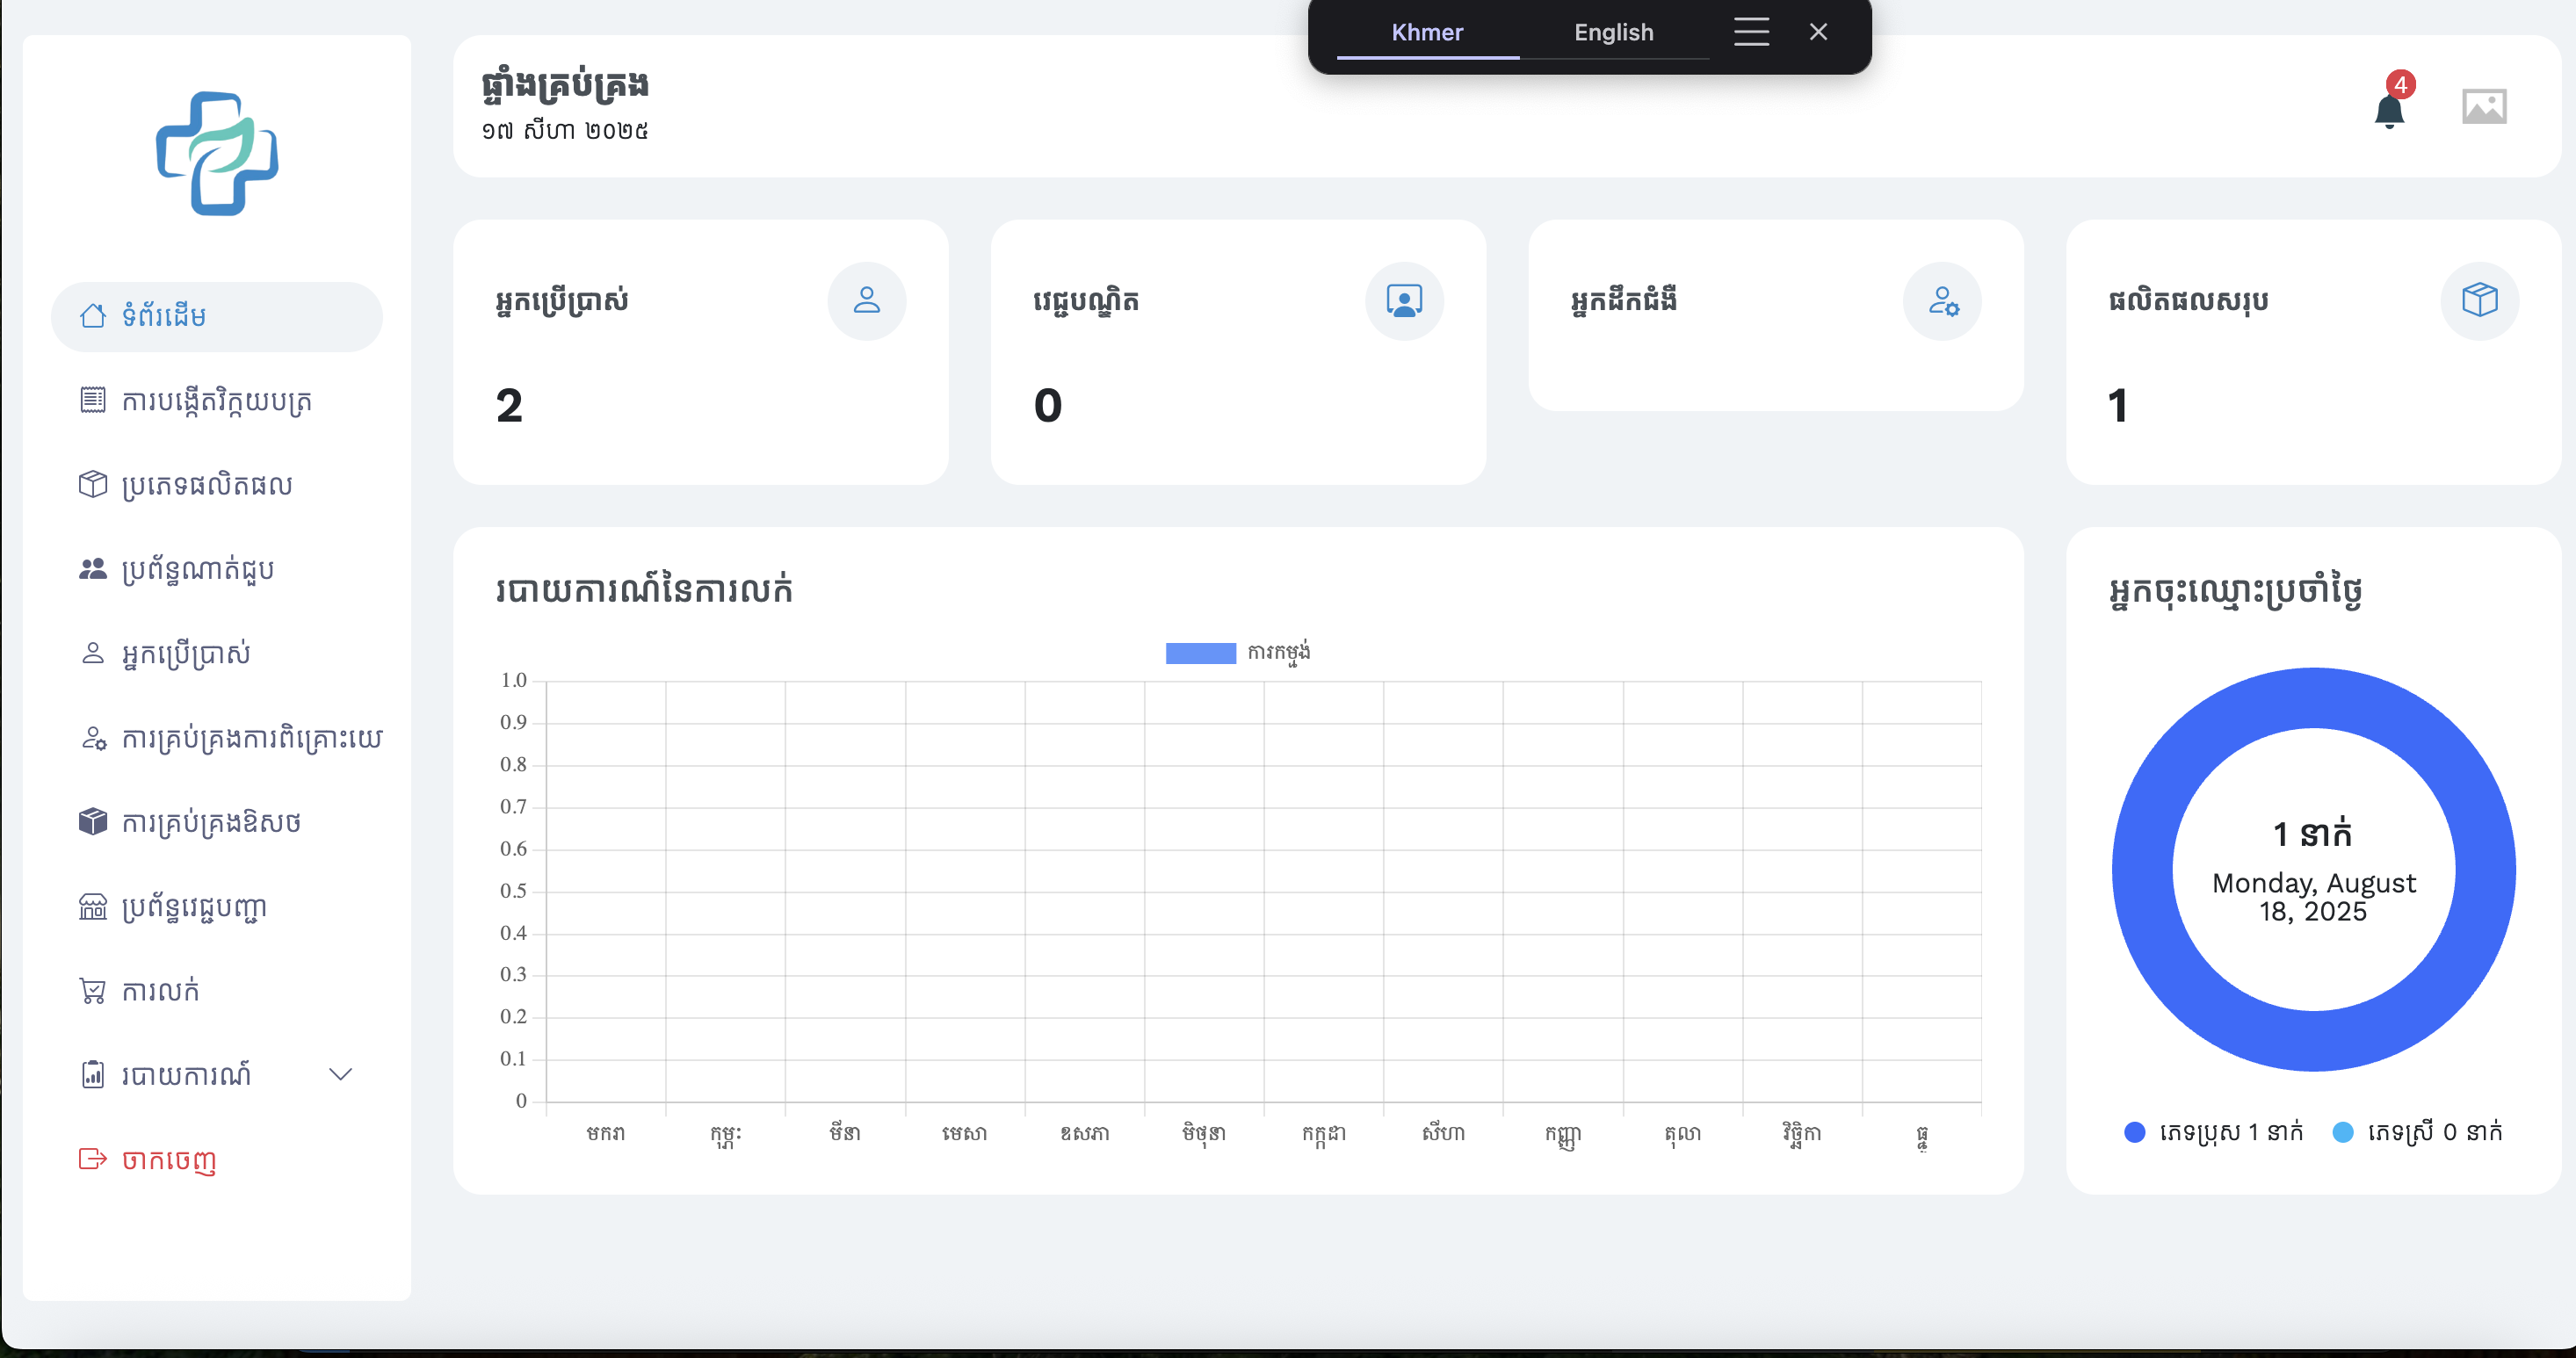 Khmer
English
ផ្ទាំងគ្រប់គ្រង
១៧ សីហា ២០២៥
4
ទំព័រដើម
ការបង្កើតវិក្កយបត្រ
ប្រភេទផលិតផល
ប្រព័ន្ធណាត់ជួប
អ្នកប្រើប្រាស់
ការគ្រប់គ្រងការពិគ្រោះយោ
ការគ្រប់គ្រងឱសថ
ប្រព័ន្ធវេជ្ជបញ្ជា
ការលក់
របាយការណ៍
ចាកចេញ
អ្នកប្រើប្រាស់
2
វេជ្ជបណ្ឌិត
0
អ្នកដឹកជំងឺ
ផលិតផលសរុប
1
របាយការណ៍នៃការលក់
ការកម្មង់
1.0
0.9
0.8
0.7
0.6
0.5
0.4
0.3
0.2
0.1
0
មករា កុម្ភៈ មីនា មេសា ឧសភា មិថុនា កក្កដា សីហា កញ្ញា តុលា វិច្ឆិកា ធ្នូ
អ្នកចុះឈ្មោះប្រចាំថ្ងៃ
1 នាក់
Monday, August
18, 2025
ភេទប្រុស 1 នាក់ ភេទស្រី 0 នាក់